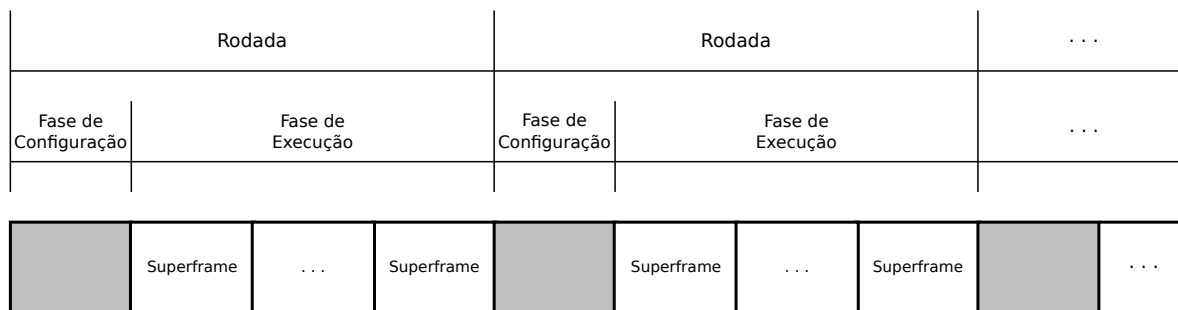 Rodada
Rodada
. . .
Fase de
Configuração
Fase de
Execução
Fase de
Configuração
Fase de
Execução
. . .
Superframe
. . .
Superframe
Superframe
. . .
Superframe
. . .